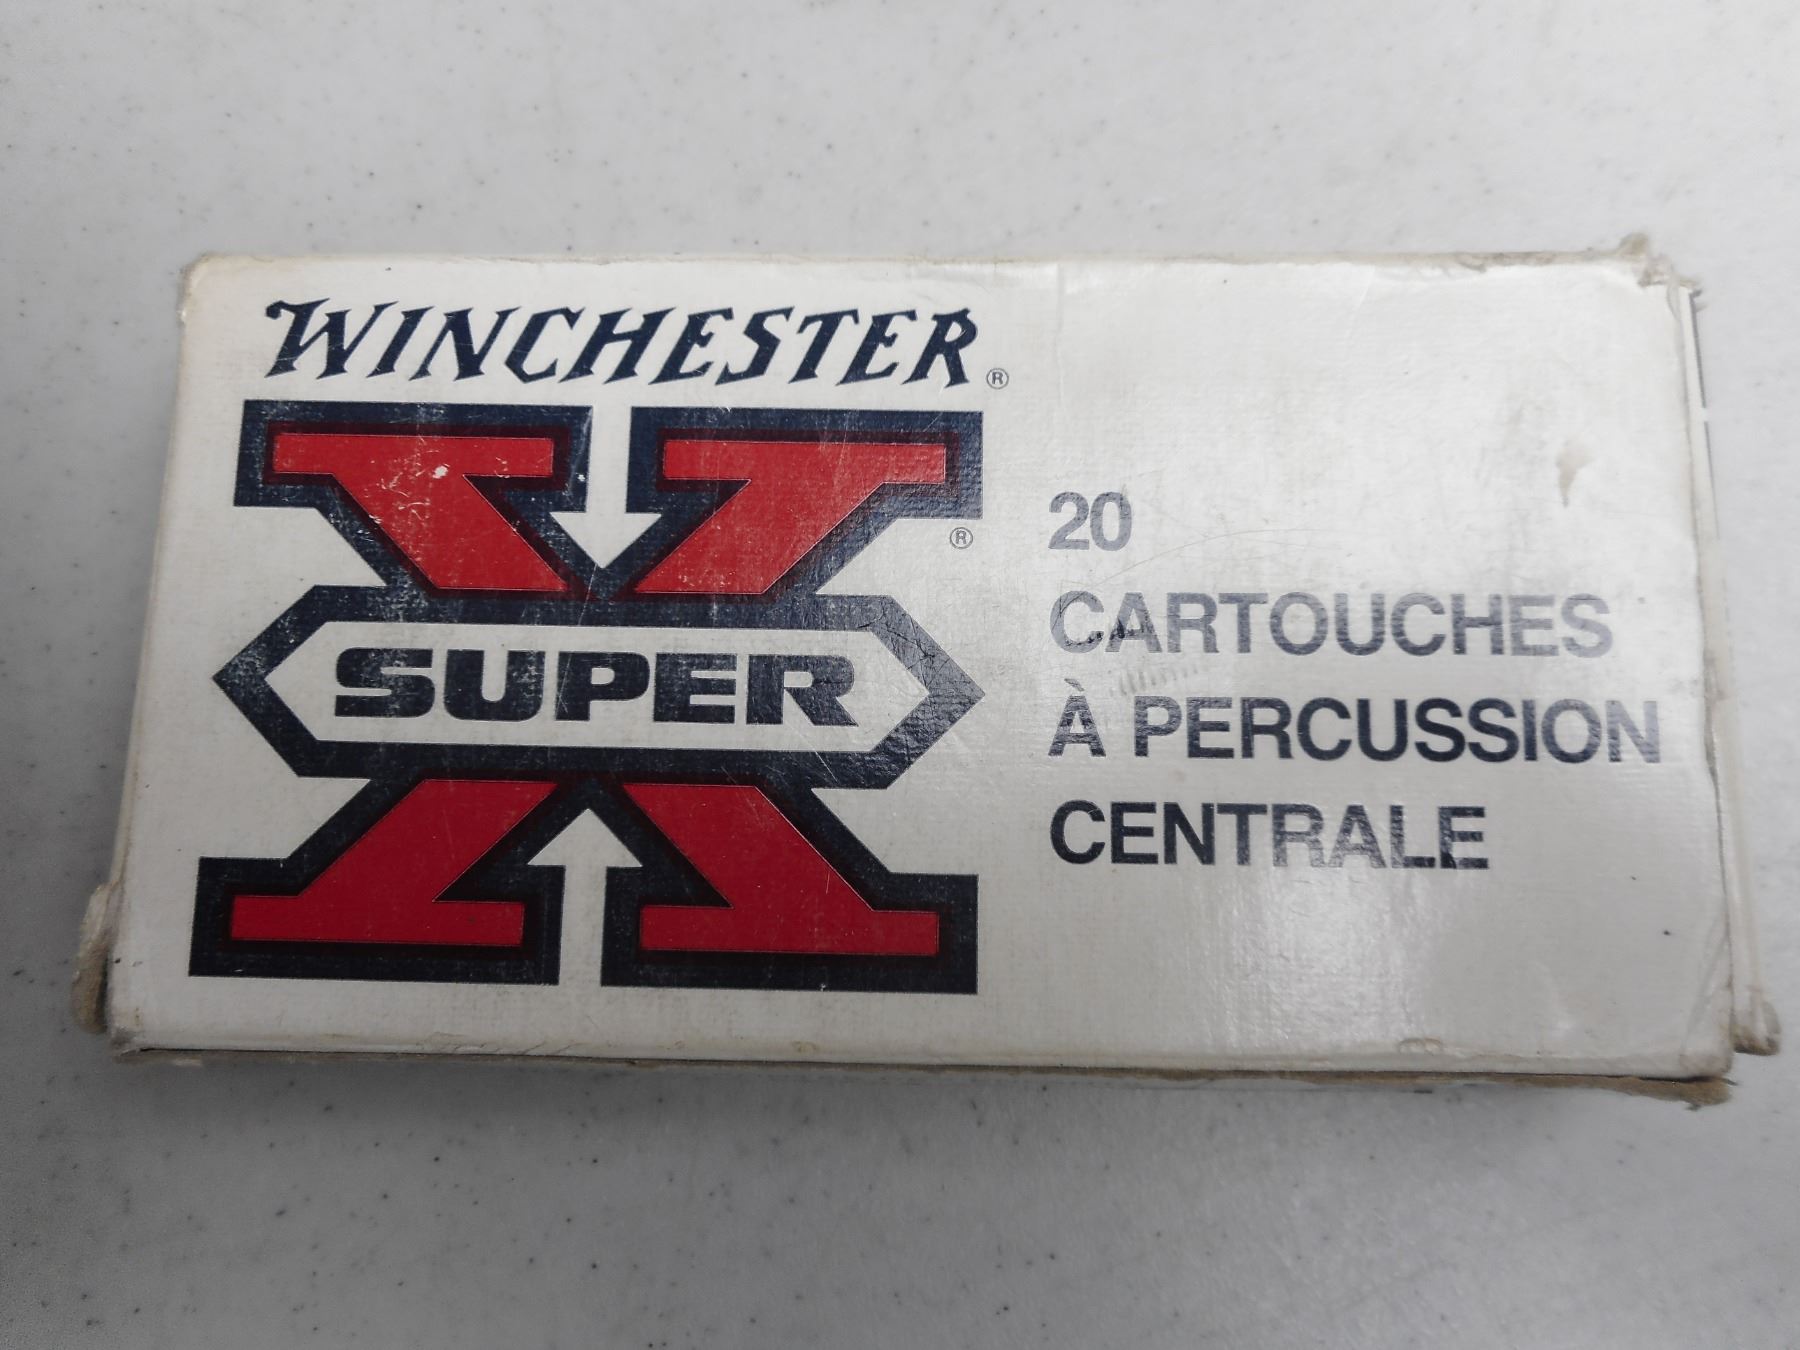 WINCHESTER ®
X ®
SUPER
20
CARTOUCHES
À PERCUSSION
CENTRALE